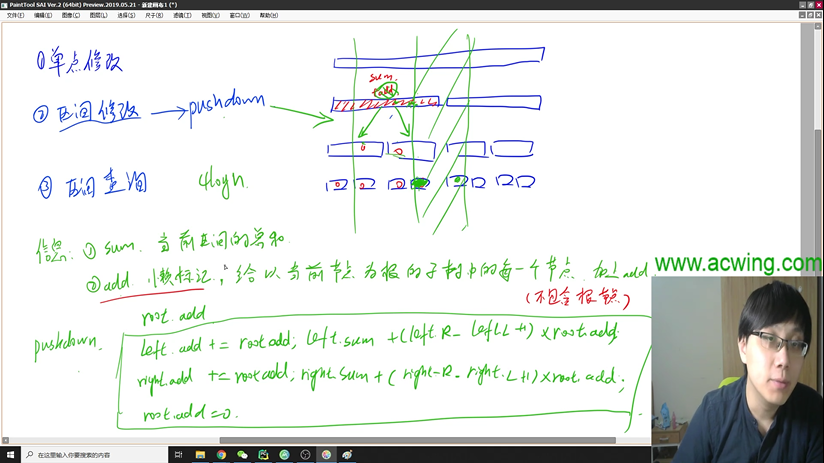 PaintTool SAI Ver.2 (64bit) Preview.2019.05.21 - 新建画布1 (*)
文件(F) 编辑(E) 图像(C) 图层(L) 选择(S) 尺子(R) 滤镜(T) 视图(V) 窗口(W) 帮助(H)
①单点修改
sum.
add
②区间修改 → pushdown
③区间查询 4logn.
信息: ① sum. 当前区间的总和.
②add 懒标记, 给以当前节点为根的子树中的每一个节点 加上 add
(不包含根节点)
www.acwing.com
root.add
pushdown.
left.add += root.add; left.sum += (left.R - left.L+1) × root.add
right.add += root.add; right.sum += (right.R - right.L+1) × root.add;
root.add=0.
在这里输入你要搜索的内容